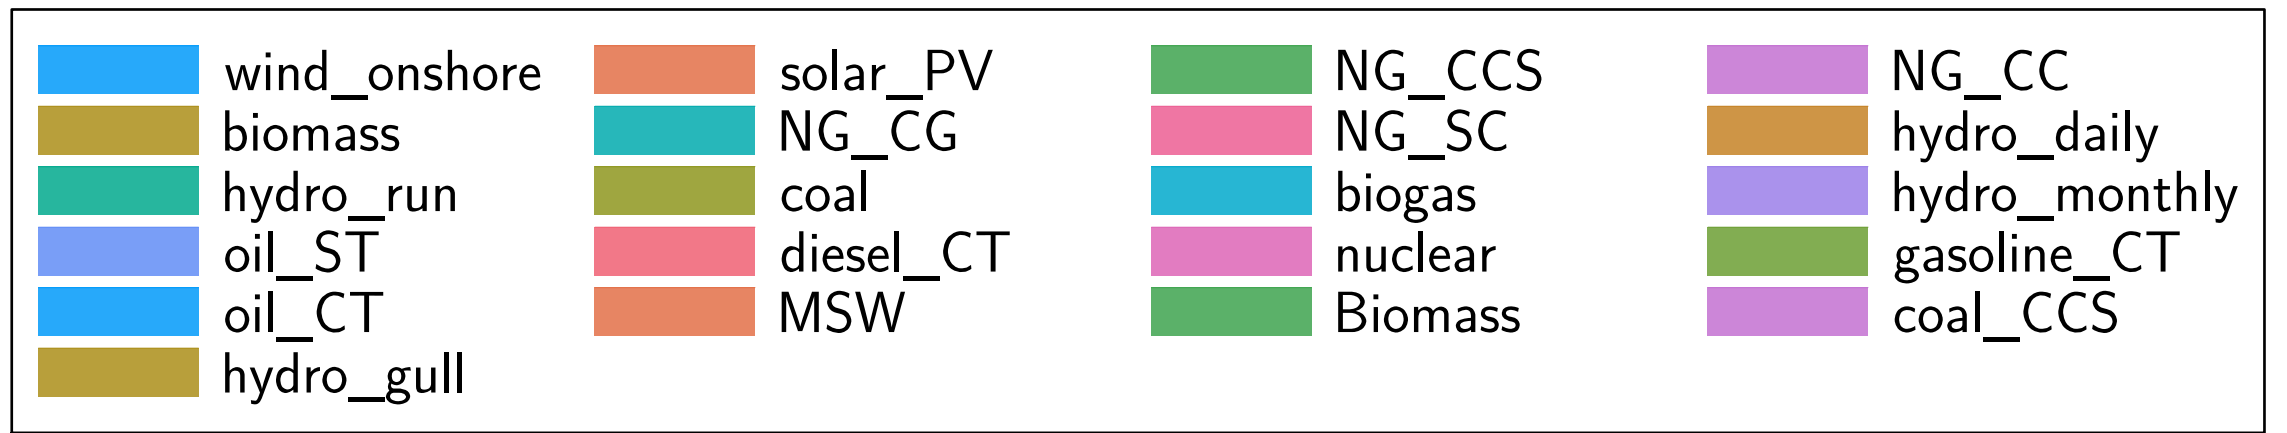 wind_onshore solar_PV NG_CCS NG_CC
biomass NG_CG NG_SC hydro_daily
hydro_run coal biogas hydro_monthly
oil_ST diesel_CT nuclear gasoline_CT
oil_CT MSW Biomass coal_CCS
hydro_gull